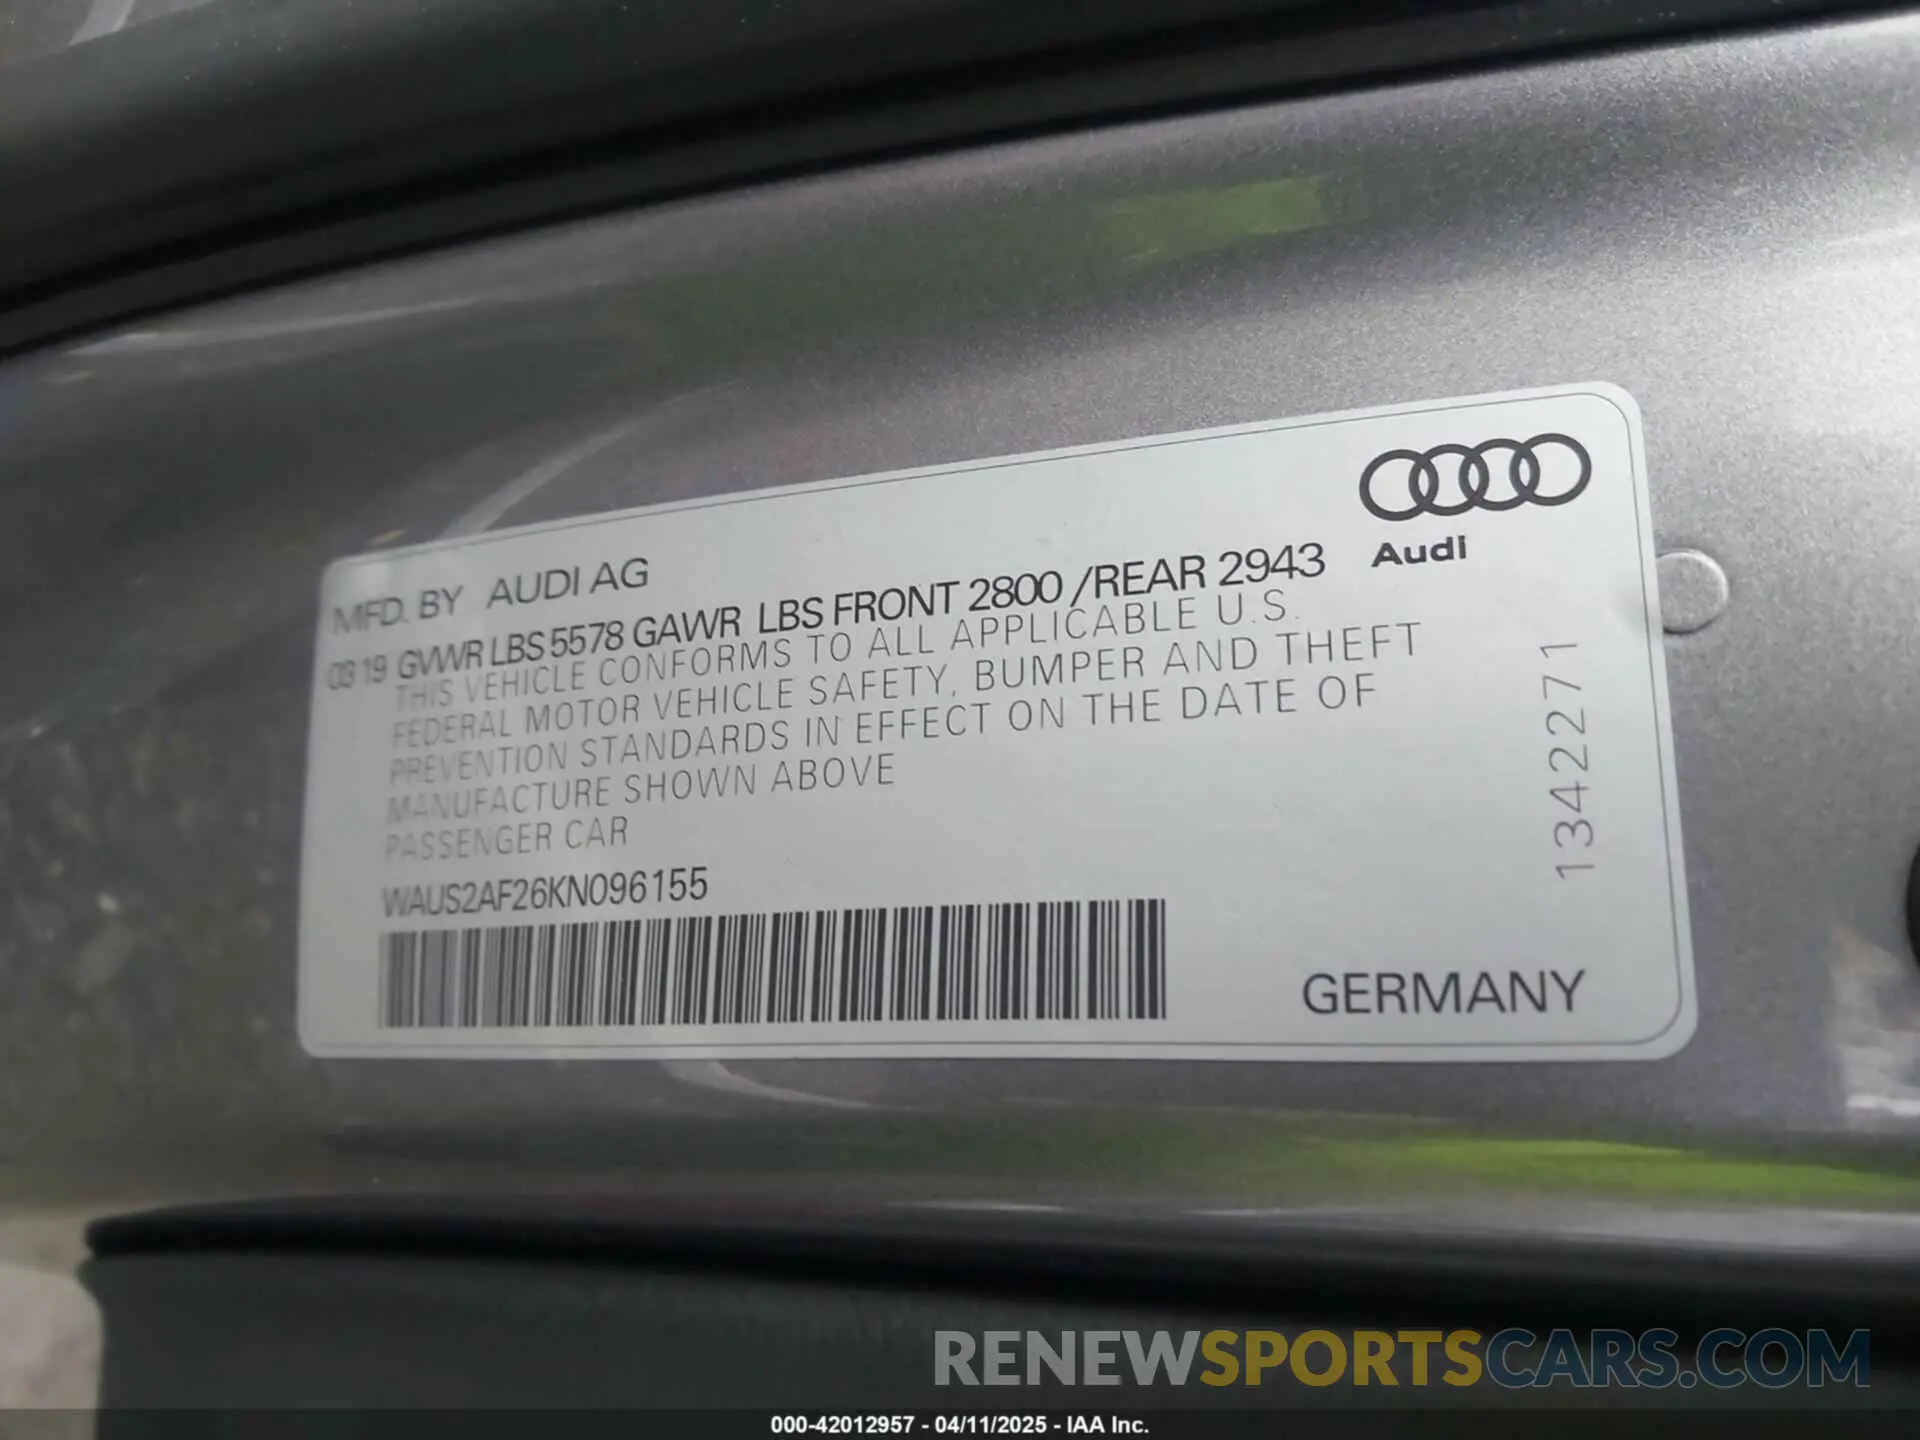 MFD. BY AUDI AG
03 19 GVWR LBS 5578 GAWR LBS FRONT 2800 /REAR 2943
THIS VEHICLE CONFORMS TO ALL APPLICABLE U.S.
FEDERAL MOTOR VEHICLE SAFETY, BUMPER AND THEFT
PREVENTION STANDARDS IN EFFECT ON THE DATE OF
MANUFACTURE SHOWN ABOVE
PASSENGER CAR
WAUS2AF26KN096155
Audi
1342271
GERMANY
RENEWSPORTSCARS.COM
000-42012957 - 04/11/2025 - IAA Inc.